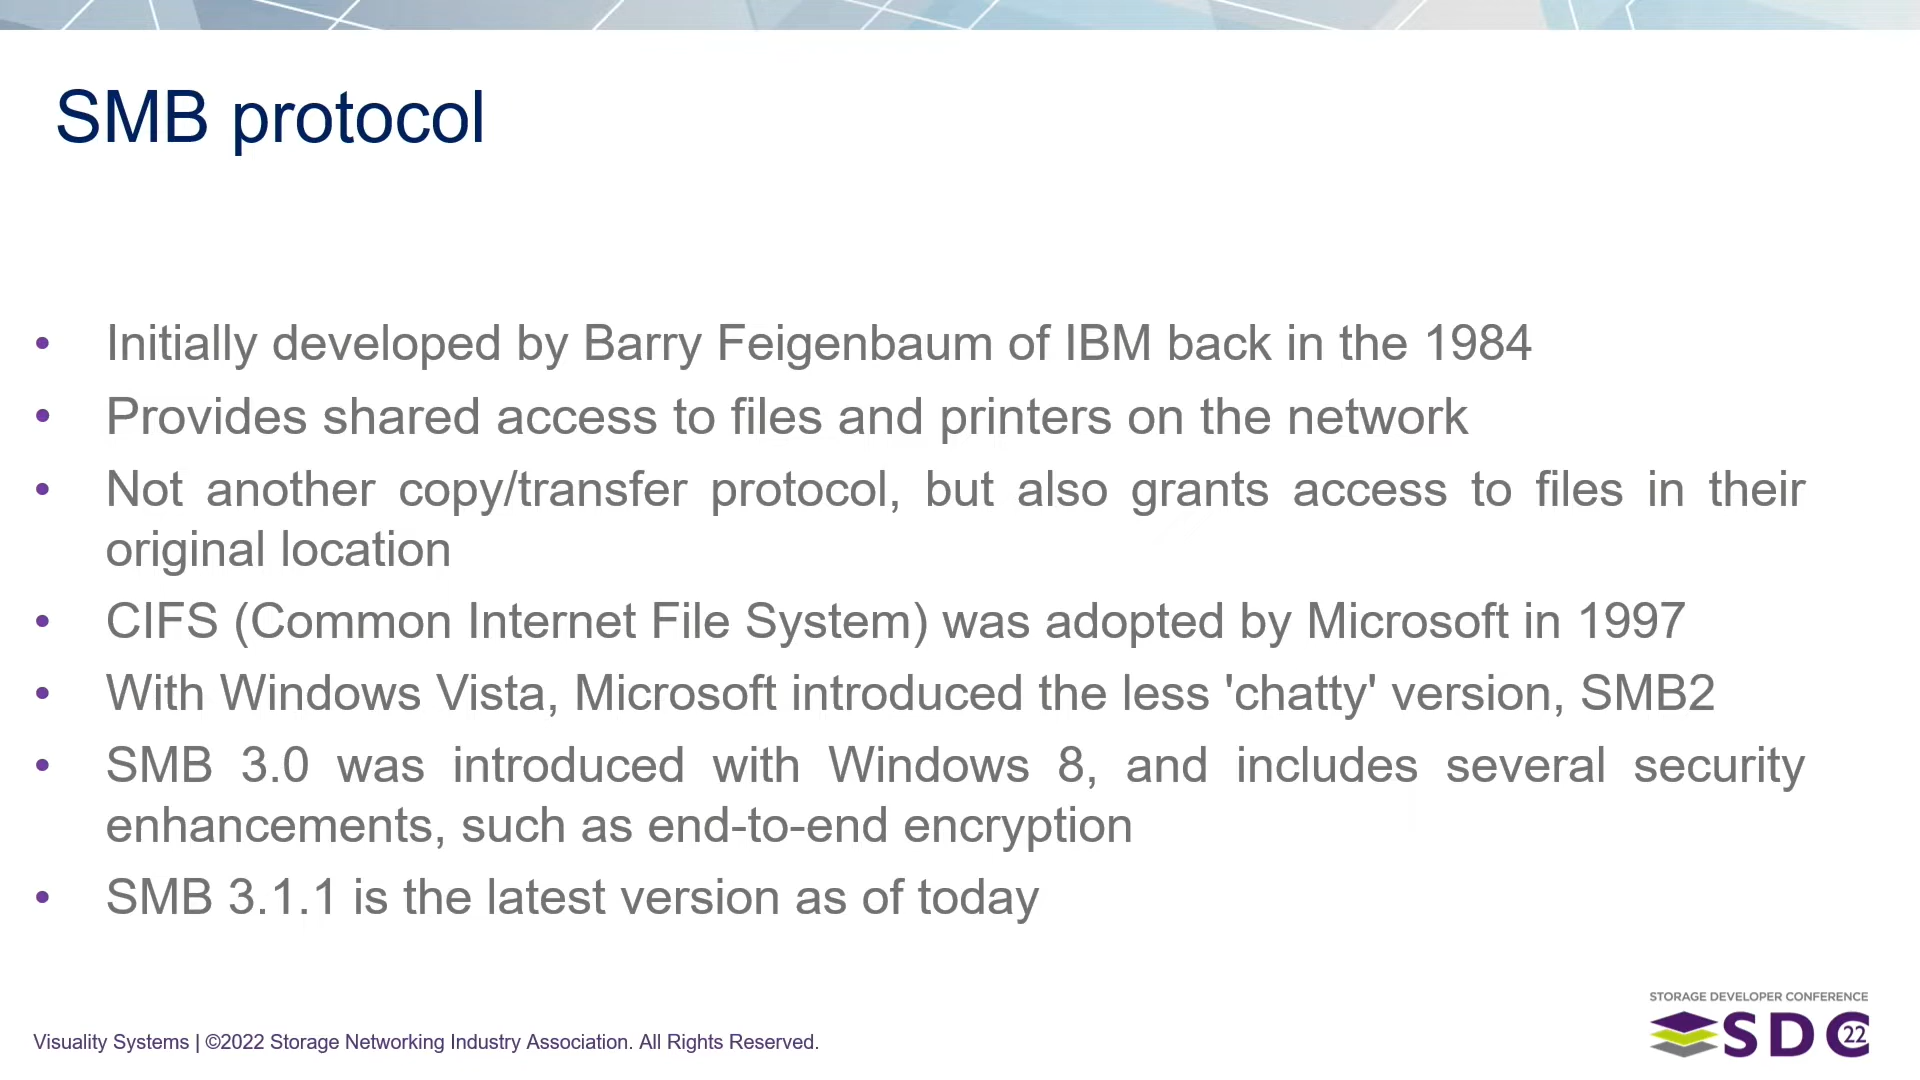 SMB protocol
• Initially developed by Barry Feigenbaum of IBM back in the 1984
• Provides shared access to files and printers on the network
• Not another copy/transfer protocol, but also grants access to files in their
original location
• CIFS (Common Internet File System) was adopted by Microsoft in 1997
• With Windows Vista, Microsoft introduced the less 'chatty' version, SMB2
• SMB 3.0 was introduced with Windows 8, and includes several security
enhancements, such as end-to-end encryption
• SMB 3.1.1 is the latest version as of today
STORAGE DEVELOPER CONFERENCE
SDC 22
Visuality Systems | ©2022 Storage Networking Industry Association. All Rights Reserved.